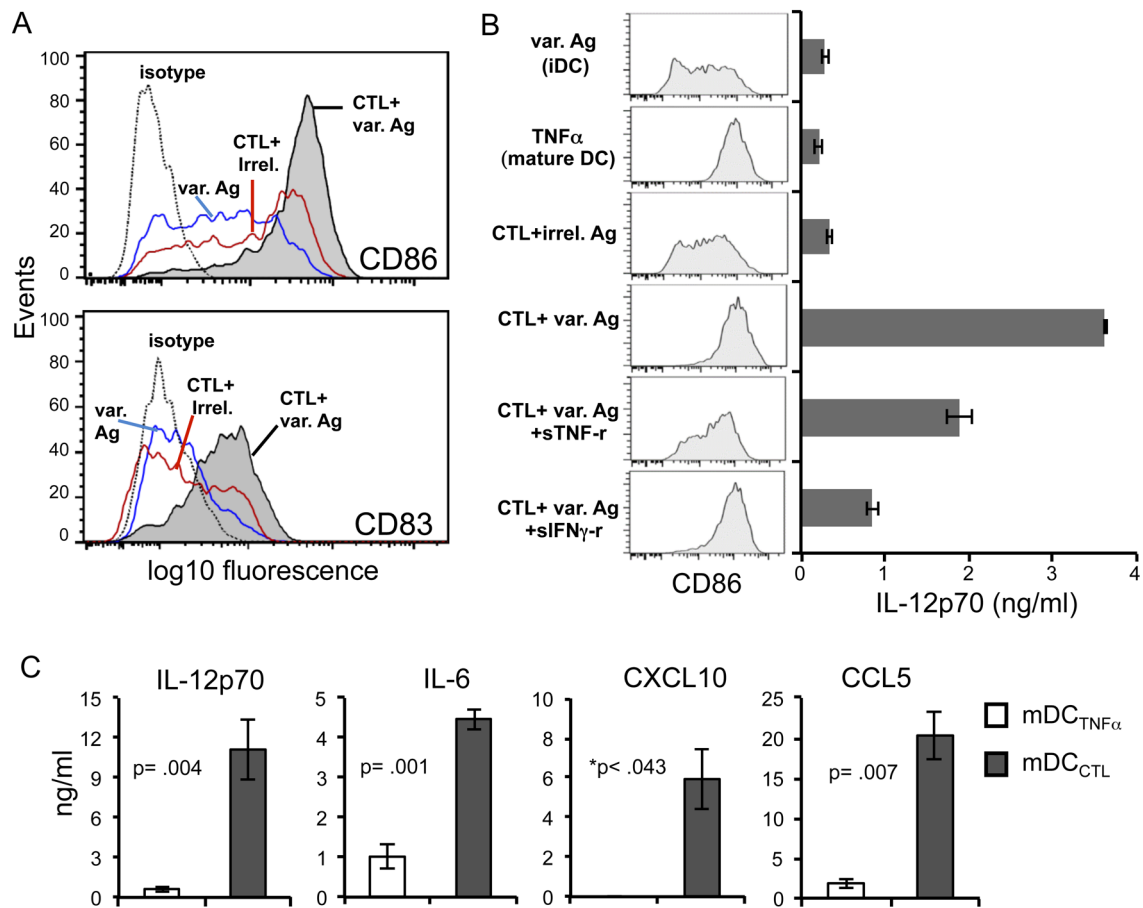 A
100
80
60
40
20
0
isotype
CTL+
var. Ag
CTL+
Irrel.
var. Ag
CD86
Events
100
80
60
40
20
0
isotype
CTL+
Irrel.
var.
Ag
CTL+
var. Ag
CD83
log10 fluorescence
B
var. Ag
(iDC)
TNFα
(mature DC)
CTL+irrel. Ag
CTL+ var. Ag
CTL+ var. Ag
+sTNF-r
CTL+ var. Ag
+sIFNγ-r
CD86
0 1 2 3 4
IL-12p70 (ng/ml)
C
IL-12p70
ng/ml
15
12
9
6
3
0
p= .004
IL-6
5
4
3
2
1
0
p= .001
CXCL10
10
8
6
4
2
0
*p< .043
CCL5
25
20
15
10
5
0
p= .007
mDCTNFα
mDCCTL